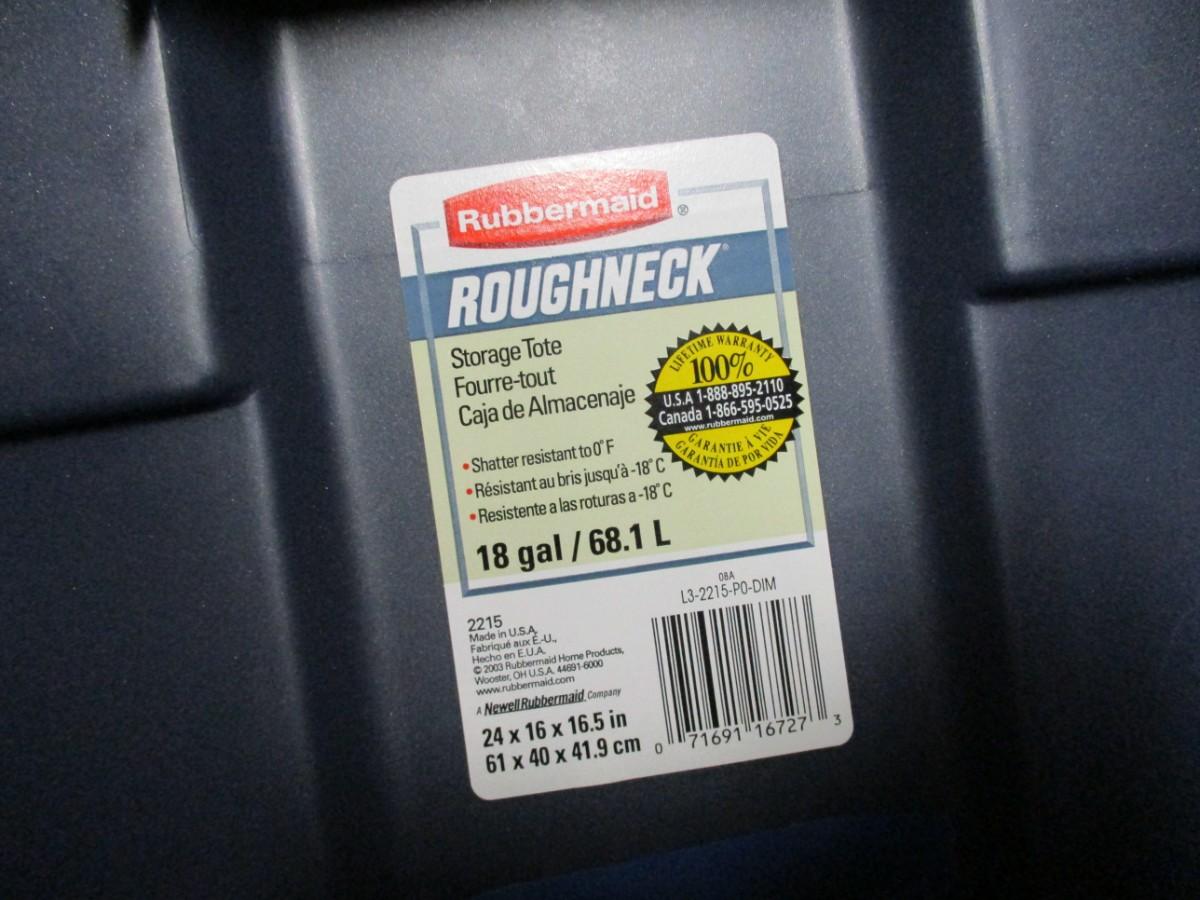 Rubbermaid®
ROUGHNECK®
Storage Tote
Fourre-tout
Caja de Almacenaje
LIFETIME WARRANTY
100%
U.S.A 1-888-895-2110
Canada 1-866-595-0525
www.rubbermaid.com
GARANTIE À VIE
GARANTÍA DE POR VIDA
•Shatter resistant to 0° F
•Résistant au bris jusqu'à -18° C
•Resistente a las roturas a -18° C
18 gal / 68.1 L
08A
L3-2215-P0-DIM
2215
Made in U.S.A.
Fabriqué aux É.-U.,
Hecho en E.U.A.
© 2003 Rubbermaid Home Products,
Wooster, OH U.S.A. 44691-6000
www.rubbermaid.com
A Newell Rubbermaid Company
24 x 16 x 16.5 in
61 x 40 x 41.9 cm
0 71691 16727 3